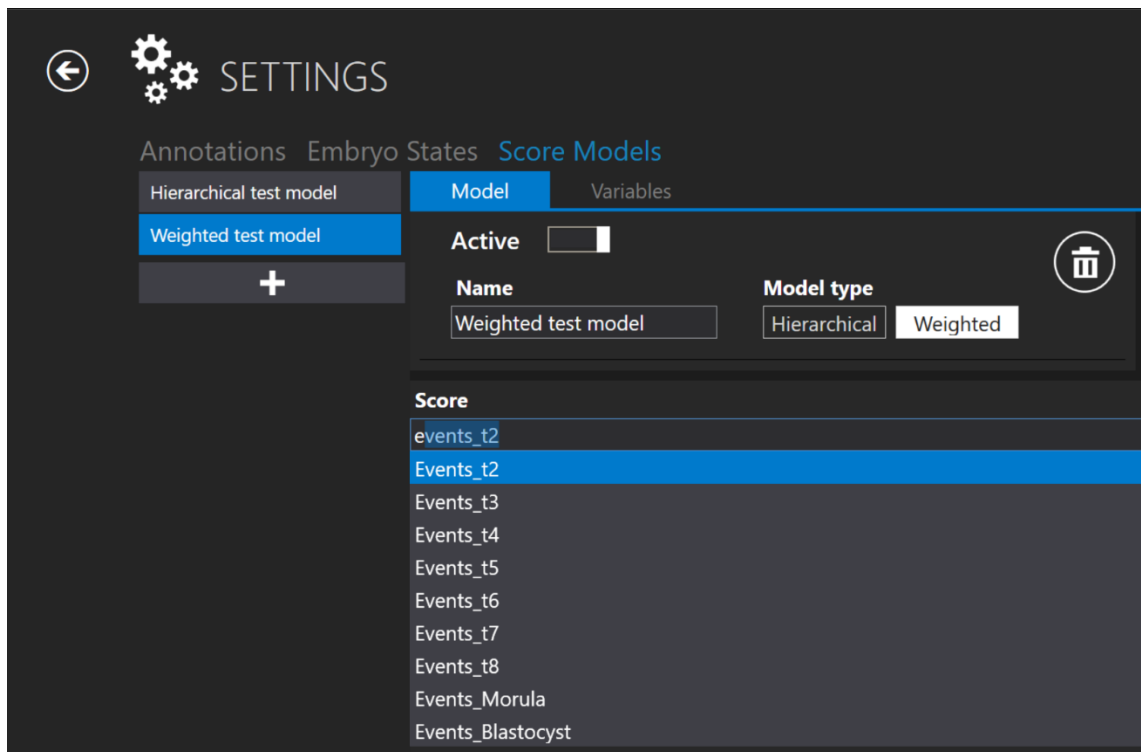 SETTINGS
Annotations Embryo States Score Models
Hierarchical test model
Weighted test model
+
Model Variables
Active
Name Model type
Weighted test model Hierarchical Weighted
Score
events_t2
Events_t2
Events_t3
Events_t4
Events_t5
Events_t6
Events_t7
Events_t8
Events_Morula
Events_Blastocyst